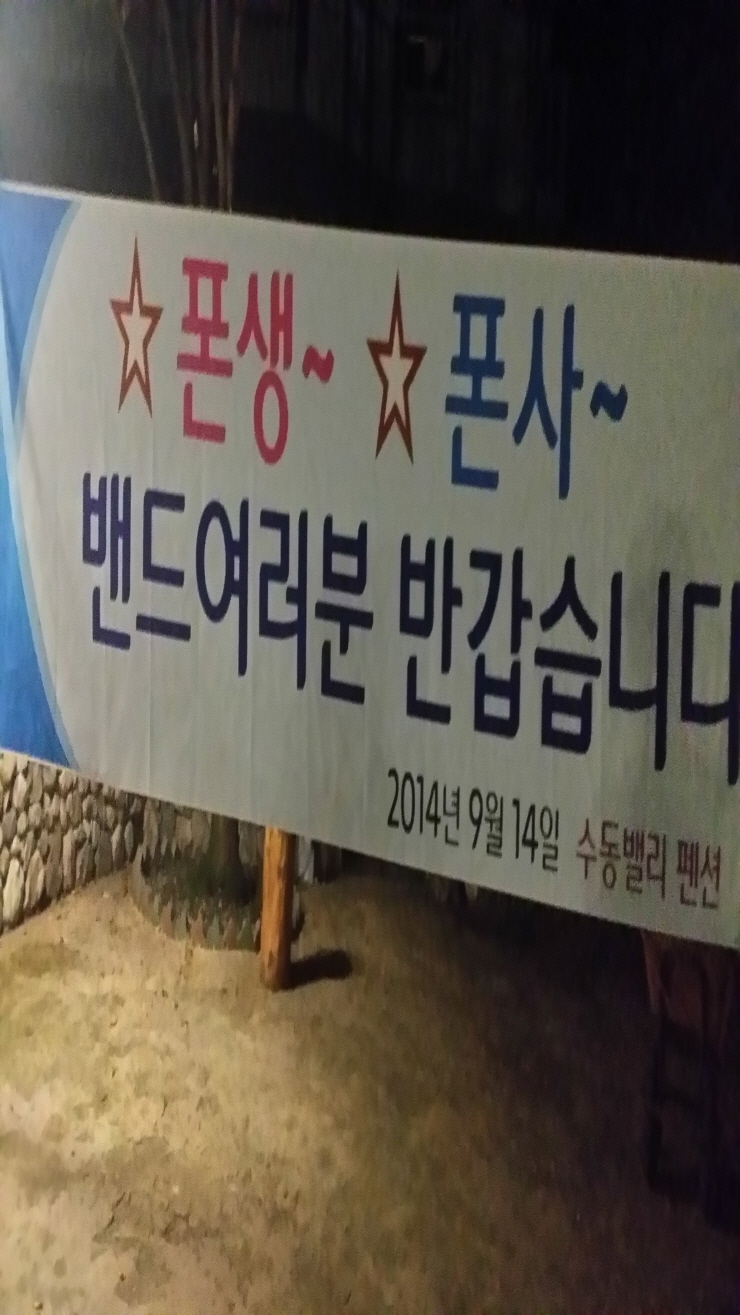 ☆폰생~ ☆폰사~
밴드여러분 반갑습니다
2014년 9월 14일 수동밸리 펜션